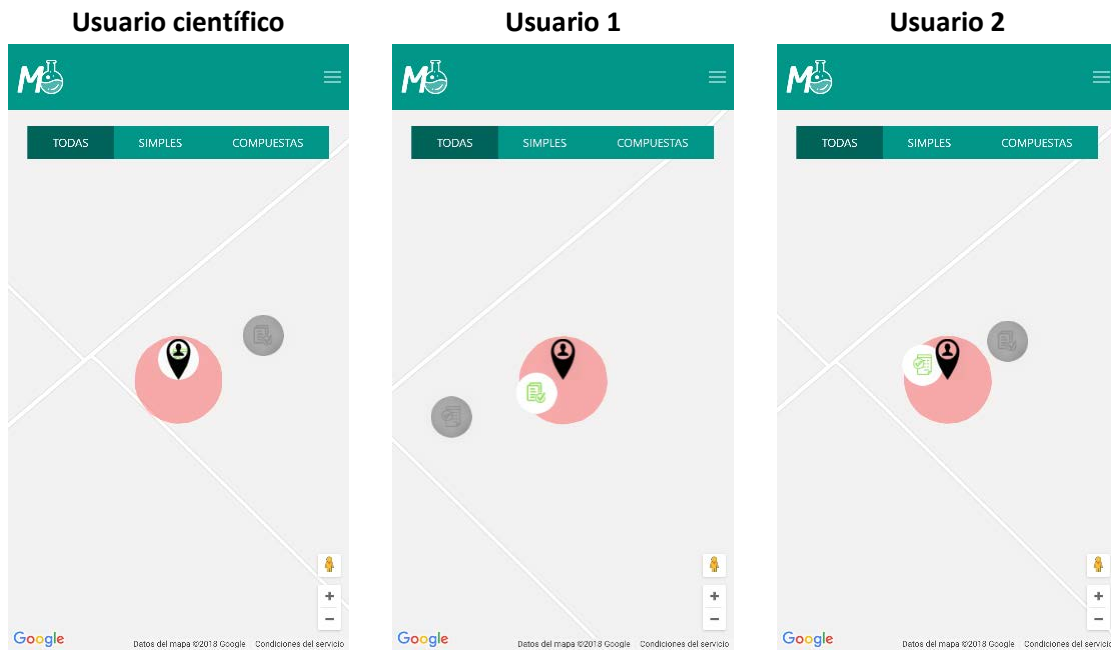 Usuario científico
Usuario 1
Usuario 2
M
M
M
TODAS SIMPLES COMPUESTAS
TODAS SIMPLES COMPUESTAS
TODAS SIMPLES COMPUESTAS
+
−
+
−
+
−
Google Datos del mapa ©2018 Google Condiciones del servicio
Google Datos del mapa ©2018 Google Condiciones del servicio
Google Datos del mapa ©2018 Google Condiciones del servicio